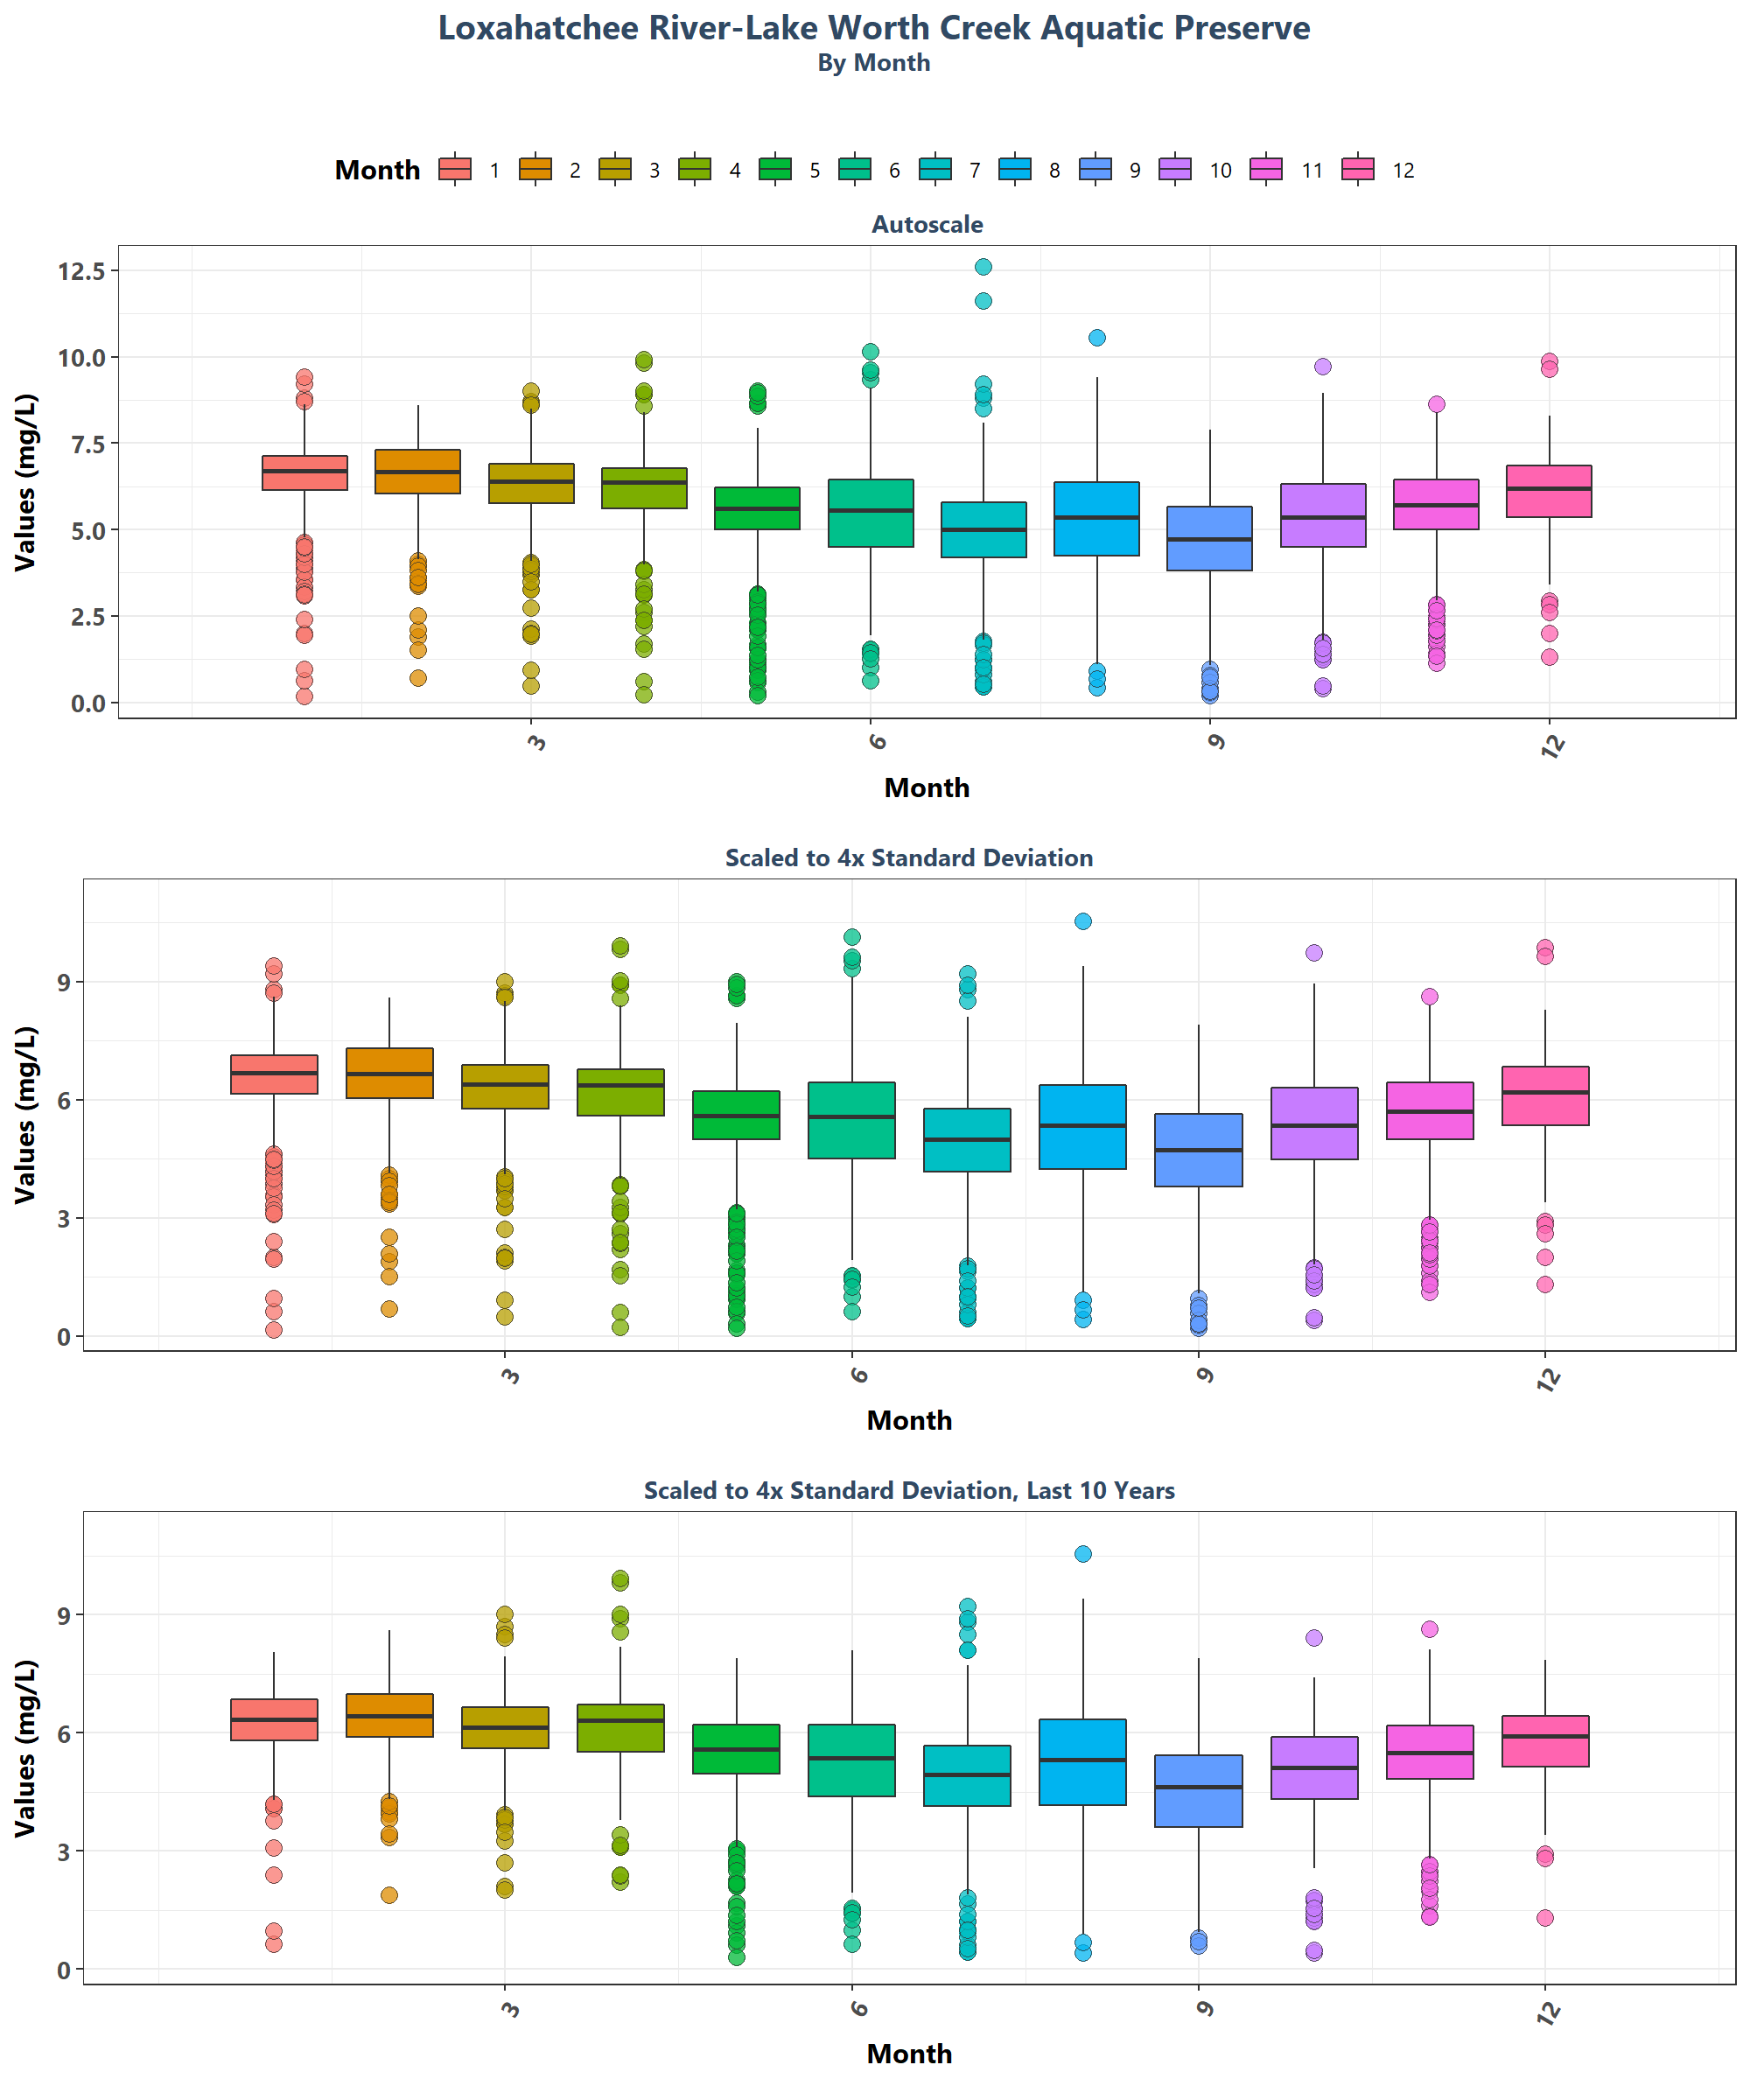 Loxahatchee River-Lake Worth Creek Aquatic Preserve
By Month
Month 1 2 3 4 5 6 7 8 9 10 11 12
Autoscale
Values (mg/L)
12.5
10.0
7.5
5.0
2.5
0.0
3 6 9 12
Month
Scaled to 4x Standard Deviation
Values (mg/L)
9
6
3
0
3 6 9 12
Month
Scaled to 4x Standard Deviation, Last 10 Years
Values (mg/L)
9
6
3
0
3 6 9 12
Month